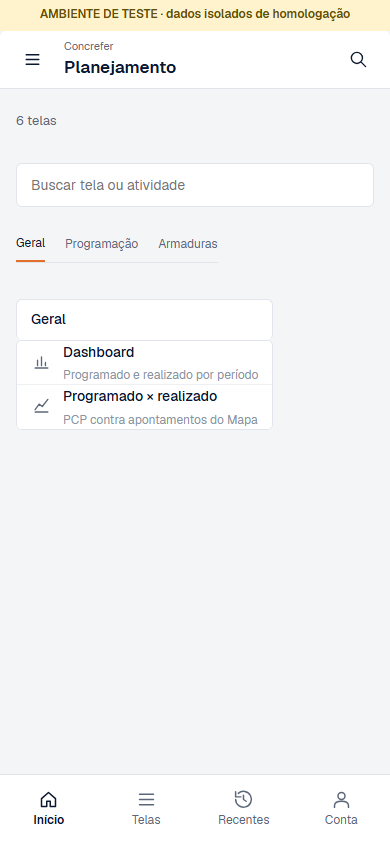 AMBIENTE DE TESTE · dados isolados de homologação
Concrefer
Planejamento
6 telas
Buscar tela ou atividade
Geral
Programação
Armaduras
Geral
Dashboard
Programado e realizado por período
Programado × realizado
PCP contra apontamentos do Mapa
Início
Telas
Recentes
Conta